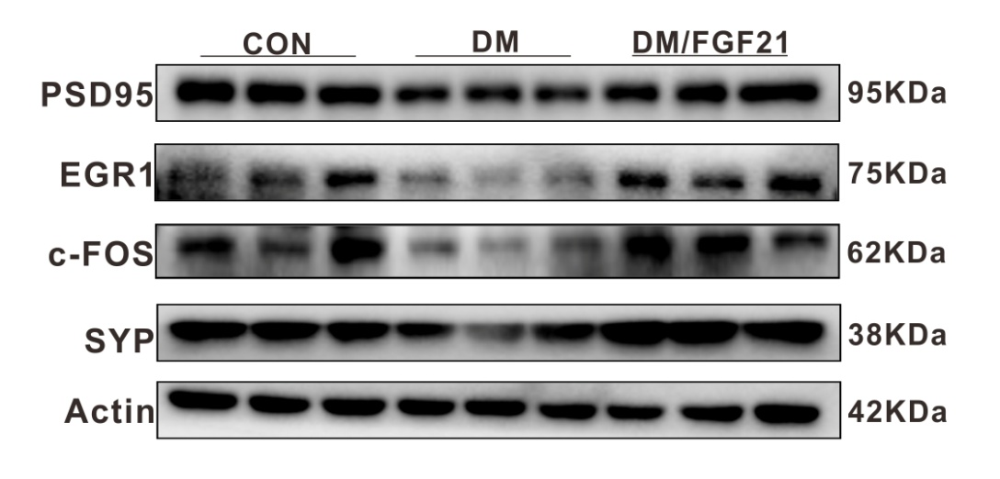 CON DM DM/FGF21
PSD95 95KDa
EGR1 75KDa
c-FOS 62KDa
SYP 38KDa
Actin 42KDa